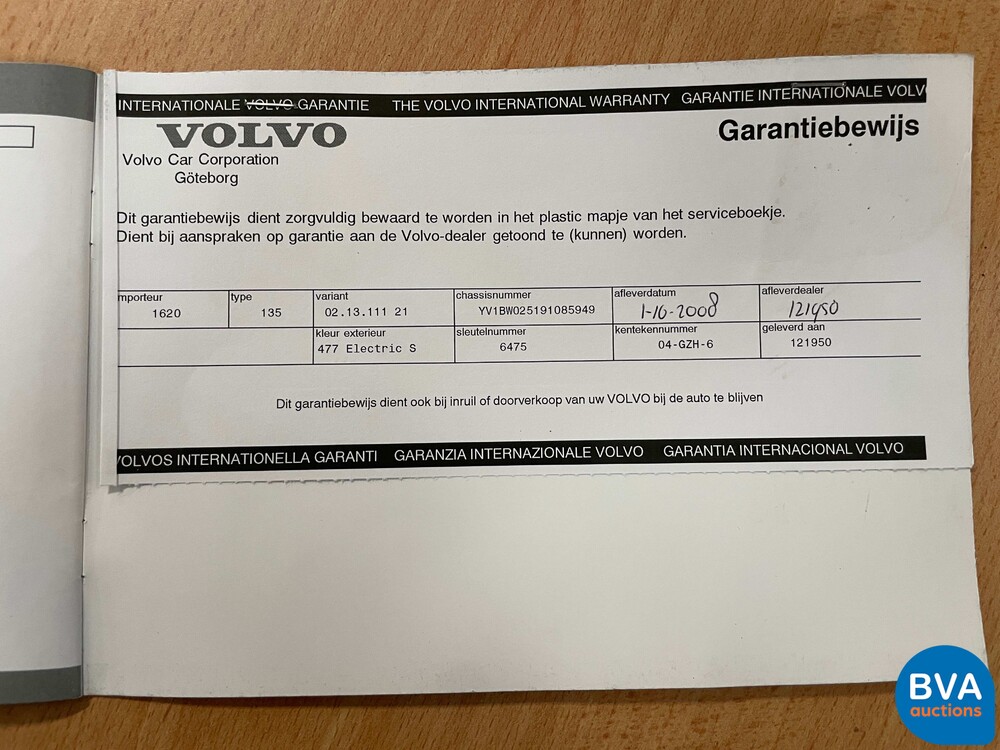 INTERNATIONALE VOLVO GARANTIE THE VOLVO INTERNATIONAL WARRANTY GARANTIE INTERNATIONALE VOLV
VOLVO
Garantiebewijs
Volvo Car Corporation
Göteborg
Dit garantiebewijs dient zorgvuldig bewaard te worden in het plastic mapje van het serviceboekje.
Dient bij aanspraken op garantie aan de Volvo-dealer getoond te (kunnen) worden.
mporteur type variant chassisnummer afleverdatum afleverdealer
1620 135 02.13.111 21 YV1BW025191085949 1-10-2008 121950
kleur exterieur sleutelnummer kentekennummer geleverd aan
477 Electric S 6475 04-GZH-6 121950
Dit garantiebewijs dient ook bij inruil of doorverkoop van uw VOLVO bij de auto te blijven
VOLVOS INTERNATIONELLA GARANTI GARANZIA INTERNAZIONALE VOLVO GARANTIA INTERNACIONAL VOLVO
BVA
auctions